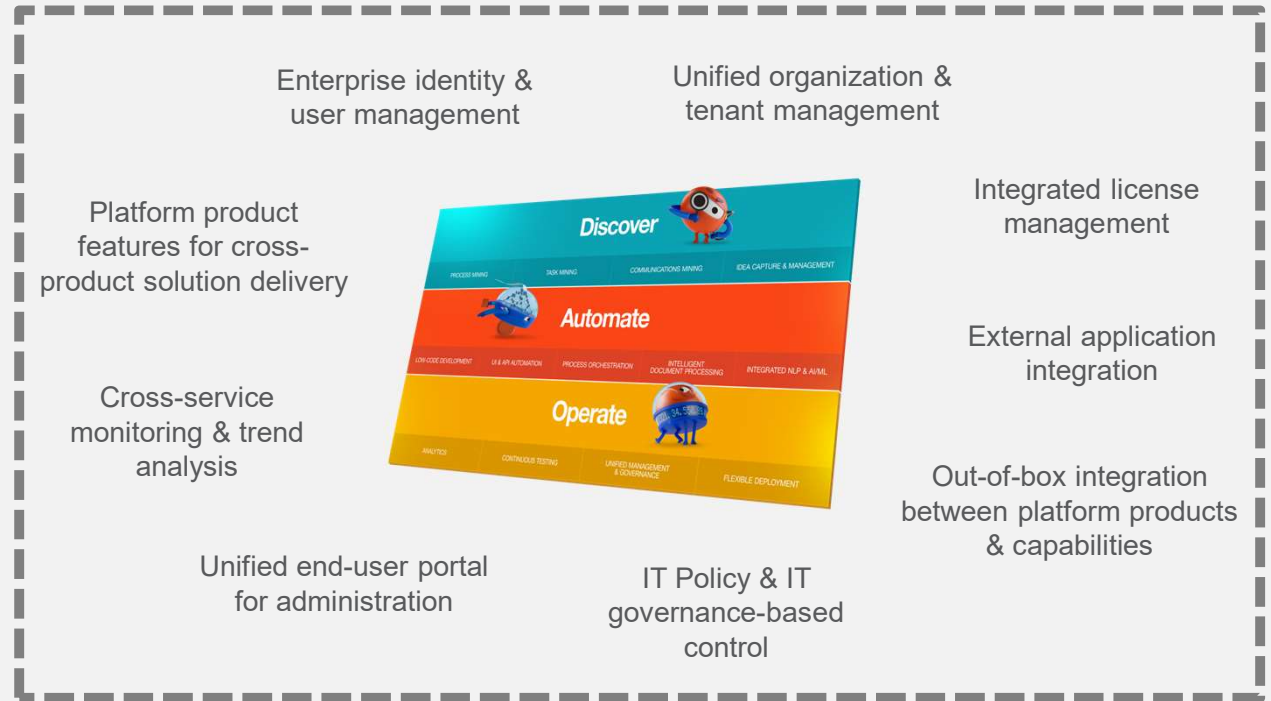 Enterprise identity &
user management
Unified organization &
tenant management
Platform product
features for cross-
product solution delivery
Integrated license
management
Discover
PROCESS MINING
TASK MINING
COMMUNICATIONS MINING
IDEA CAPTURE & MANAGEMENT
Automate
LOW-CODE DEVELOPMENT
UI & API AUTOMATION
PROCESS ORCHESTRATION
INTELLIGENT
DOCUMENT PROCESSING
INTEGRATED NLP & AI/ML
External application
integration
Cross-service
monitoring & trend
analysis
Operate
ANALYTICS
CONTINUOUS TESTING
UNIFIED MANAGEMENT
& GOVERNANCE
FLEXIBLE DEPLOYMENT
Out-of-box integration
between platform products
& capabilities
Unified end-user portal
for administration
IT Policy & IT
governance-based
control